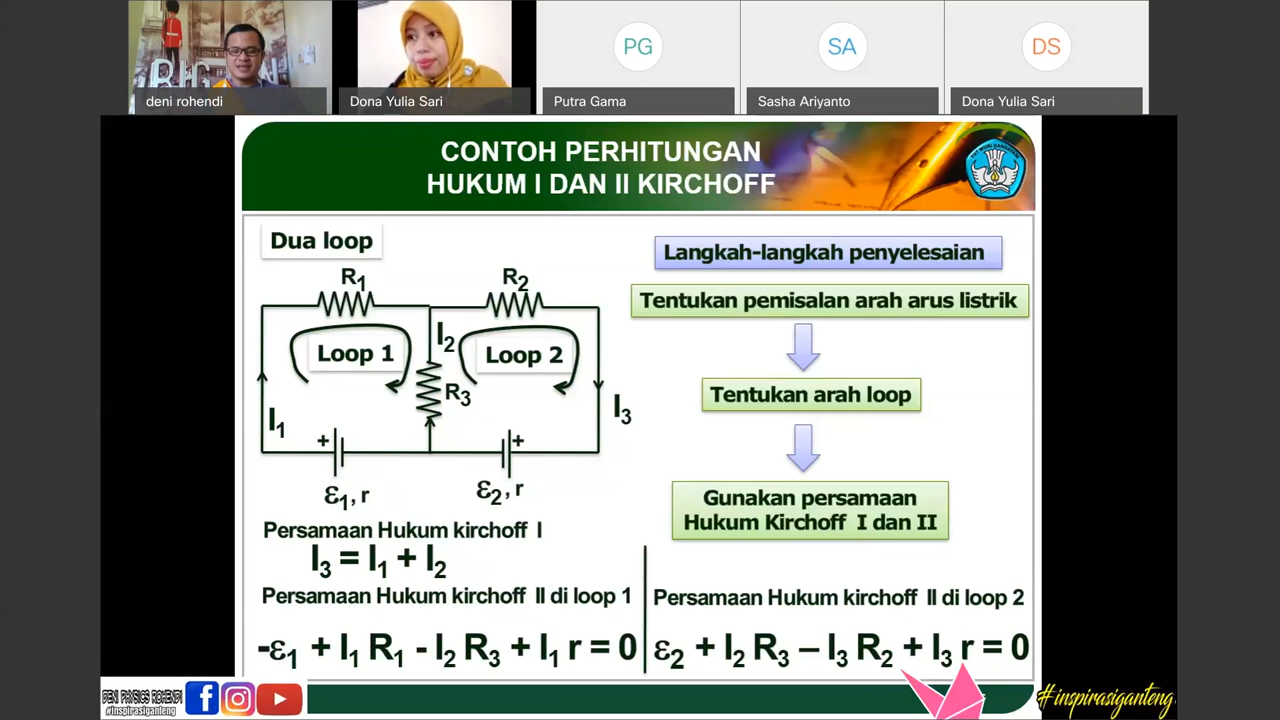 PG
SA
DS
deni rohendi
Dona Yulia Sari
Putra Gama
Sasha Ariyanto
Dona Yulia Sari
CONTOH PERHITUNGAN
HUKUM I DAN II KIRCHOFF
Dua loop
R1
R2
I2
Loop 1
Loop 2
R3
I1
I3
+
+
ε1, r
ε2, r
Langkah-langkah penyelesaian
Tentukan pemisalan arah arus listrik
Tentukan arah loop
Gunakan persamaan
Hukum Kirchoff I dan II
Persamaan Hukum kirchoff I
I3 = I1 + I2
Persamaan Hukum kirchoff II di loop 1
-ε1 + I1 R1 - I2 R3 + I1 r = 0
Persamaan Hukum kirchoff II di loop 2
ε2 + I2 R3 – I3 R2 + I3 r = 0
DENI PHYSICS ROHENDI
#inspirasiganteng
#inspirasiganteng